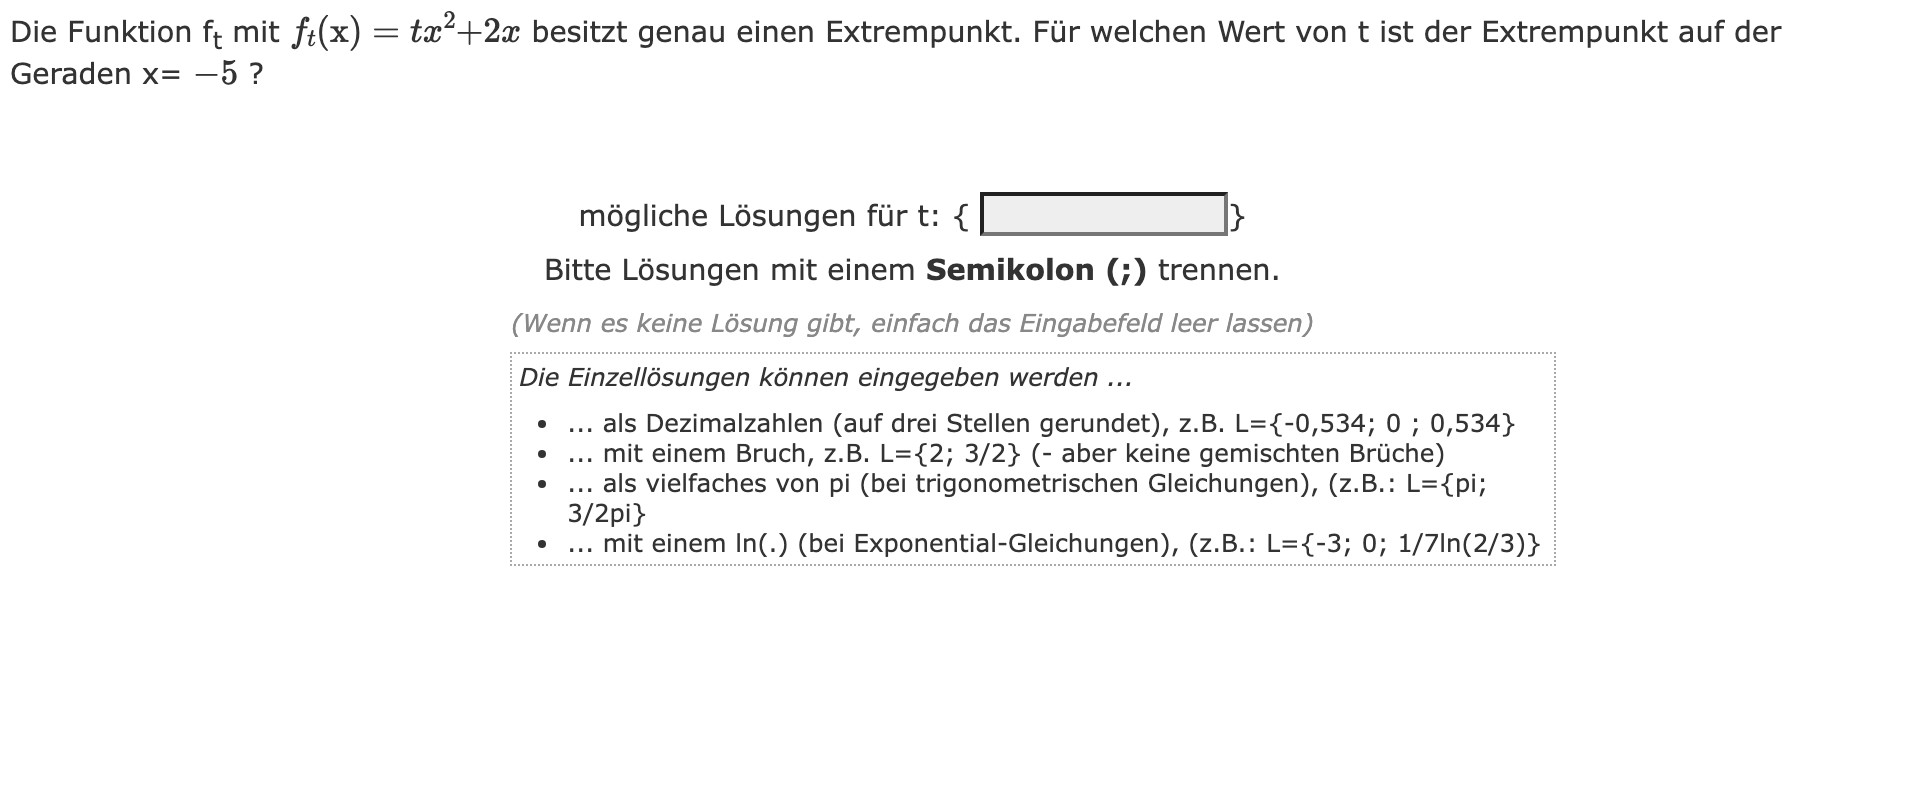 Die Funktion fₜ mit fₜ(x) = tx²+2x besitzt genau einen Extrempunkt. Für welchen Wert von t ist der Extrempunkt auf der
Geraden x= −5 ?
mögliche Lösungen für t: { }
Bitte Lösungen mit einem Semikolon (;) trennen.
(Wenn es keine Lösung gibt, einfach das Eingabefeld leer lassen)
Die Einzellösungen können eingegeben werden ...
• ... als Dezimalzahlen (auf drei Stellen gerundet), z.B. L={-0,534; 0 ; 0,534}
• ... mit einem Bruch, z.B. L={2; 3/2} (- aber keine gemischten Brüche)
• ... als vielfaches von pi (bei trigonometrischen Gleichungen), (z.B.: L={pi;
3/2pi}
• ... mit einem ln(.) (bei Exponential-Gleichungen), (z.B.: L={-3; 0; 1/7ln(2/3)}